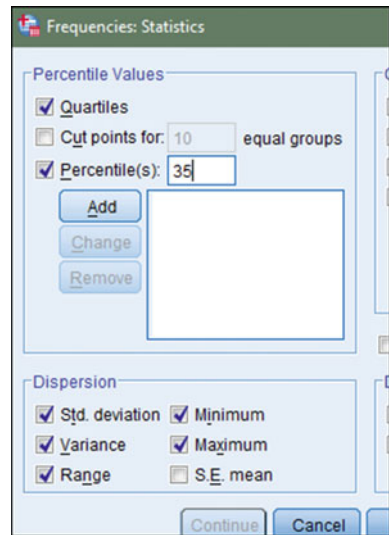 Frequencies: Statistics
Percentile Values
Quartiles
Cut points for: 10 equal groups
Percentile(s): 35
Add
Change
Remove
Dispersion
Std. deviation Minimum
Variance Maximum
Range S.E. mean
Continue Cancel